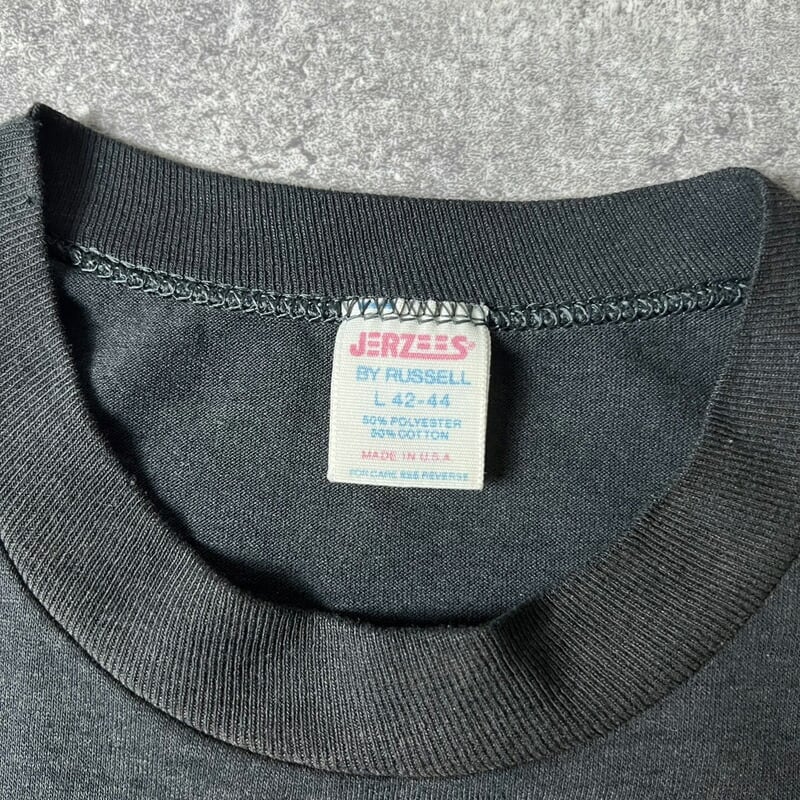 JERZEES
BY RUSSELL
L 42-44
50% POLYESTER
50% COTTON
MADE IN U.S.A.
FOR CARE SEE REVERSE